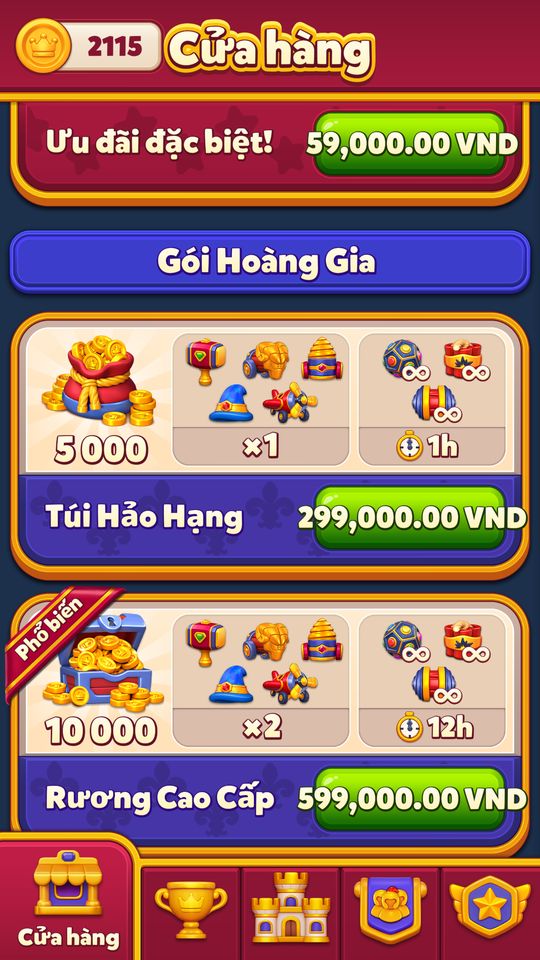 2115
Cửa hàng
Ưu đãi đặc biệt!
59,000.00 VND
Gói Hoàng Gia
5 000
×1
1h
Túi Hảo Hạng
299,000.00 VND
Phổ biến
10 000
×2
12h
Rương Cao Cấp
599,000.00 VND
Cửa hàng